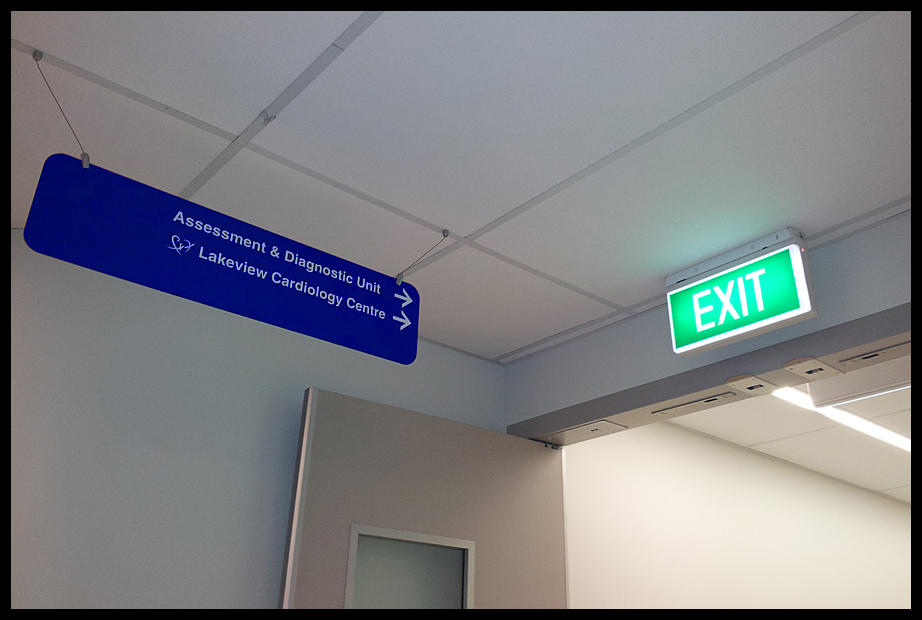 Assessment & Diagnostic Unit
Lakeview Cardiology Centre
EXIT